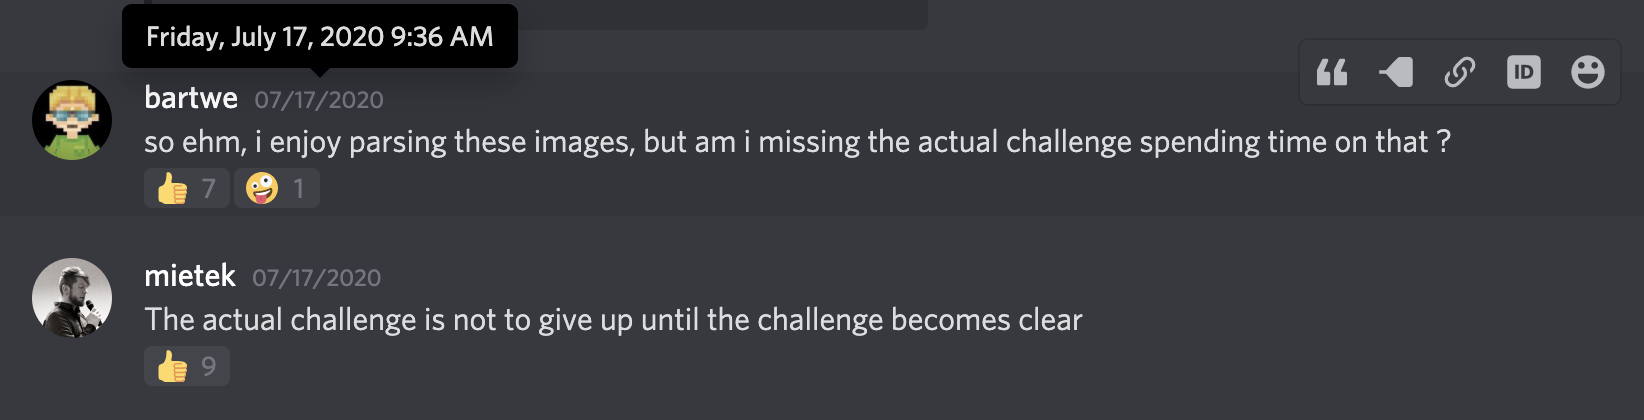 Friday, July 17, 2020 9:36 AM
bartwe 07/17/2020
ID
so ehm, i enjoy parsing these images, but am i missing the actual challenge spending time on that ?
7 1
mietek 07/17/2020
The actual challenge is not to give up until the challenge becomes clear
9